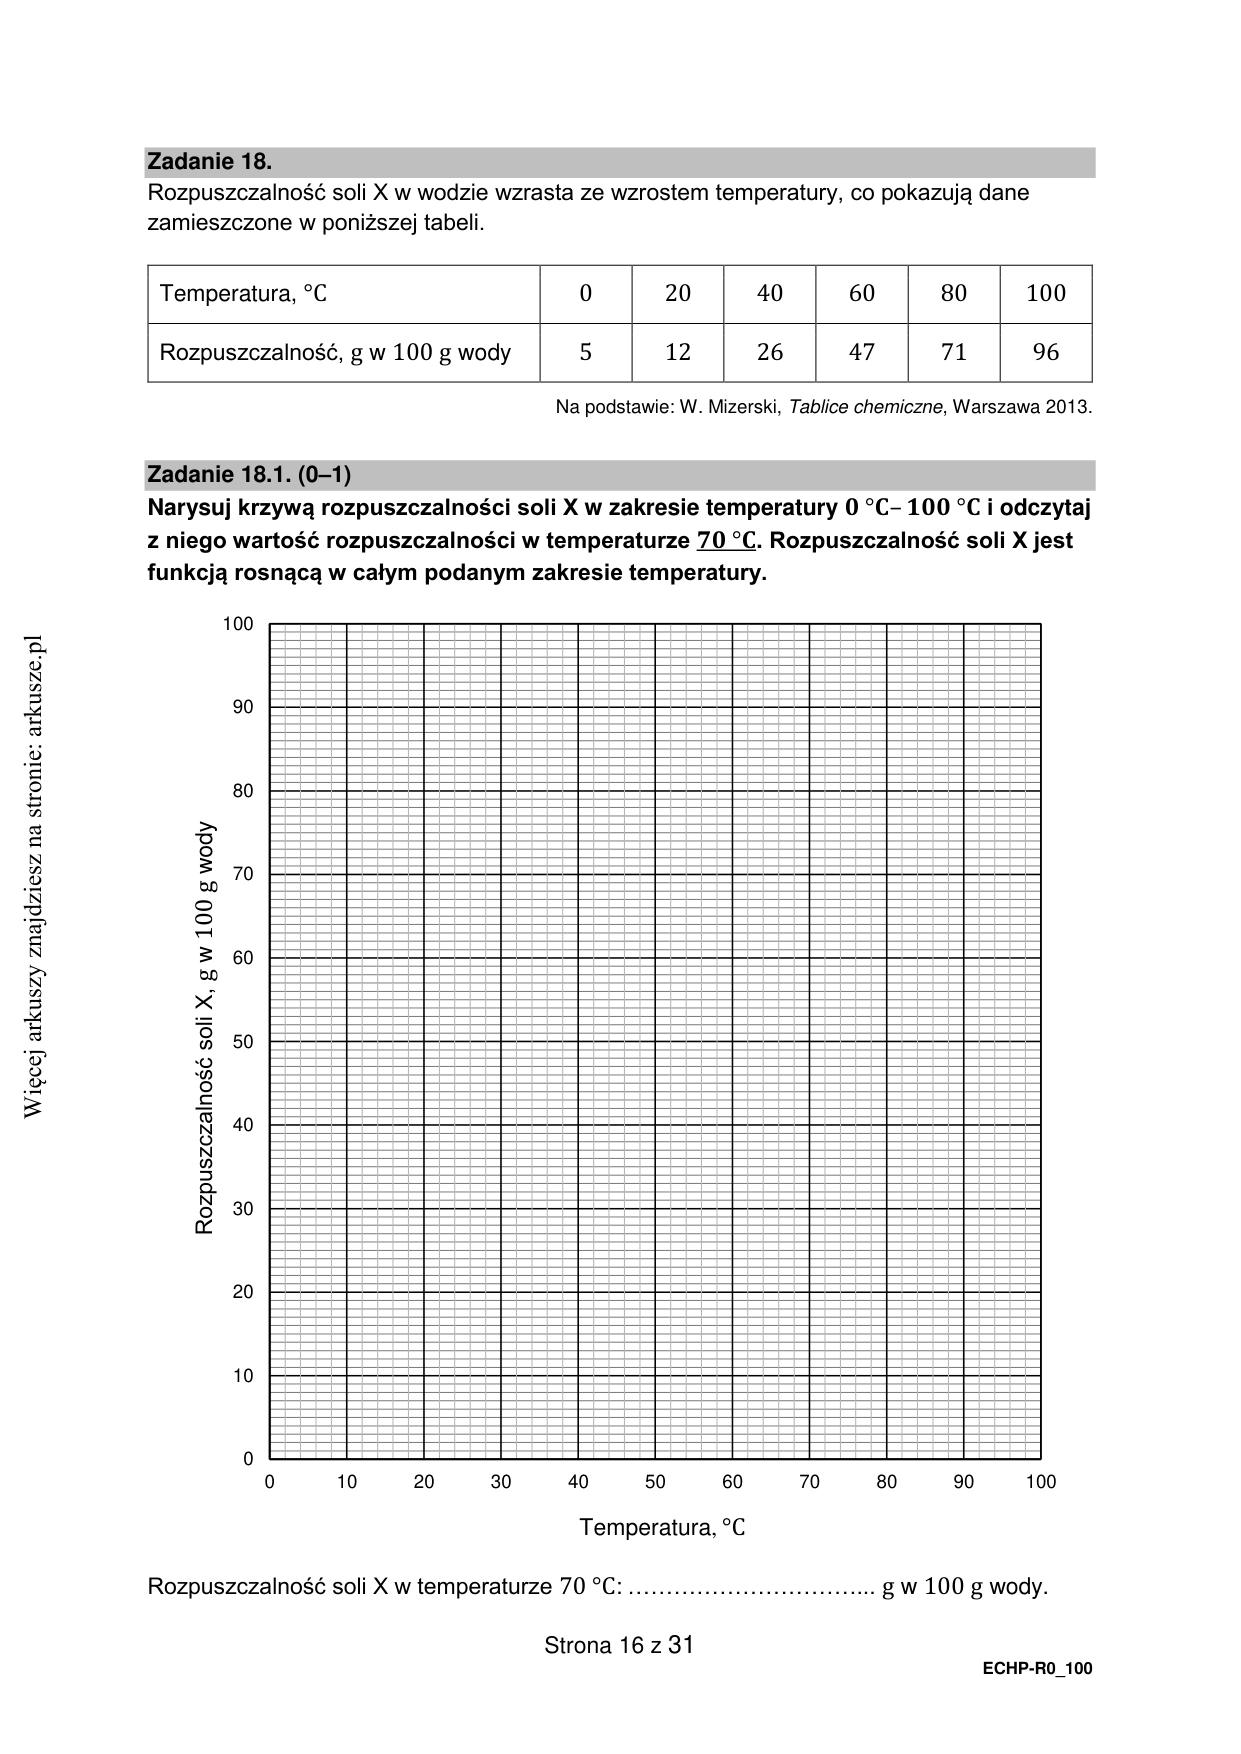 Zadanie 18.
Rozpuszczalność soli X w wodzie wzrasta ze wzrostem temperatury, co pokazują dane
zamieszczone w poniższej tabeli.
Temperatura, °C 0 20 40 60 80 100
Rozpuszczalność, g w 100 g wody 5 12 26 47 71 96
Na podstawie: W. Mizerski, Tablice chemiczne, Warszawa 2013.
Zadanie 18.1. (0–1)
Narysuj krzywą rozpuszczalności soli X w zakresie temperatury 0 °C– 100 °C i odczytaj
z niego wartość rozpuszczalności w temperaturze 70 °C. Rozpuszczalność soli X jest
funkcją rosnącą w całym podanym zakresie temperatury.
Więcej arkuszy znajdziesz na stronie: arkusze.pl
Rozpuszczalność soli X, g w 100 g wody
100
90
80
70
60
50
40
30
20
10
0
0 10 20 30 40 50 60 70 80 90 100
Temperatura, °C
Rozpuszczalność soli X w temperaturze 70 °C: …………………………... g w 100 g wody.
Strona 16 z 31
ECHP-R0_100